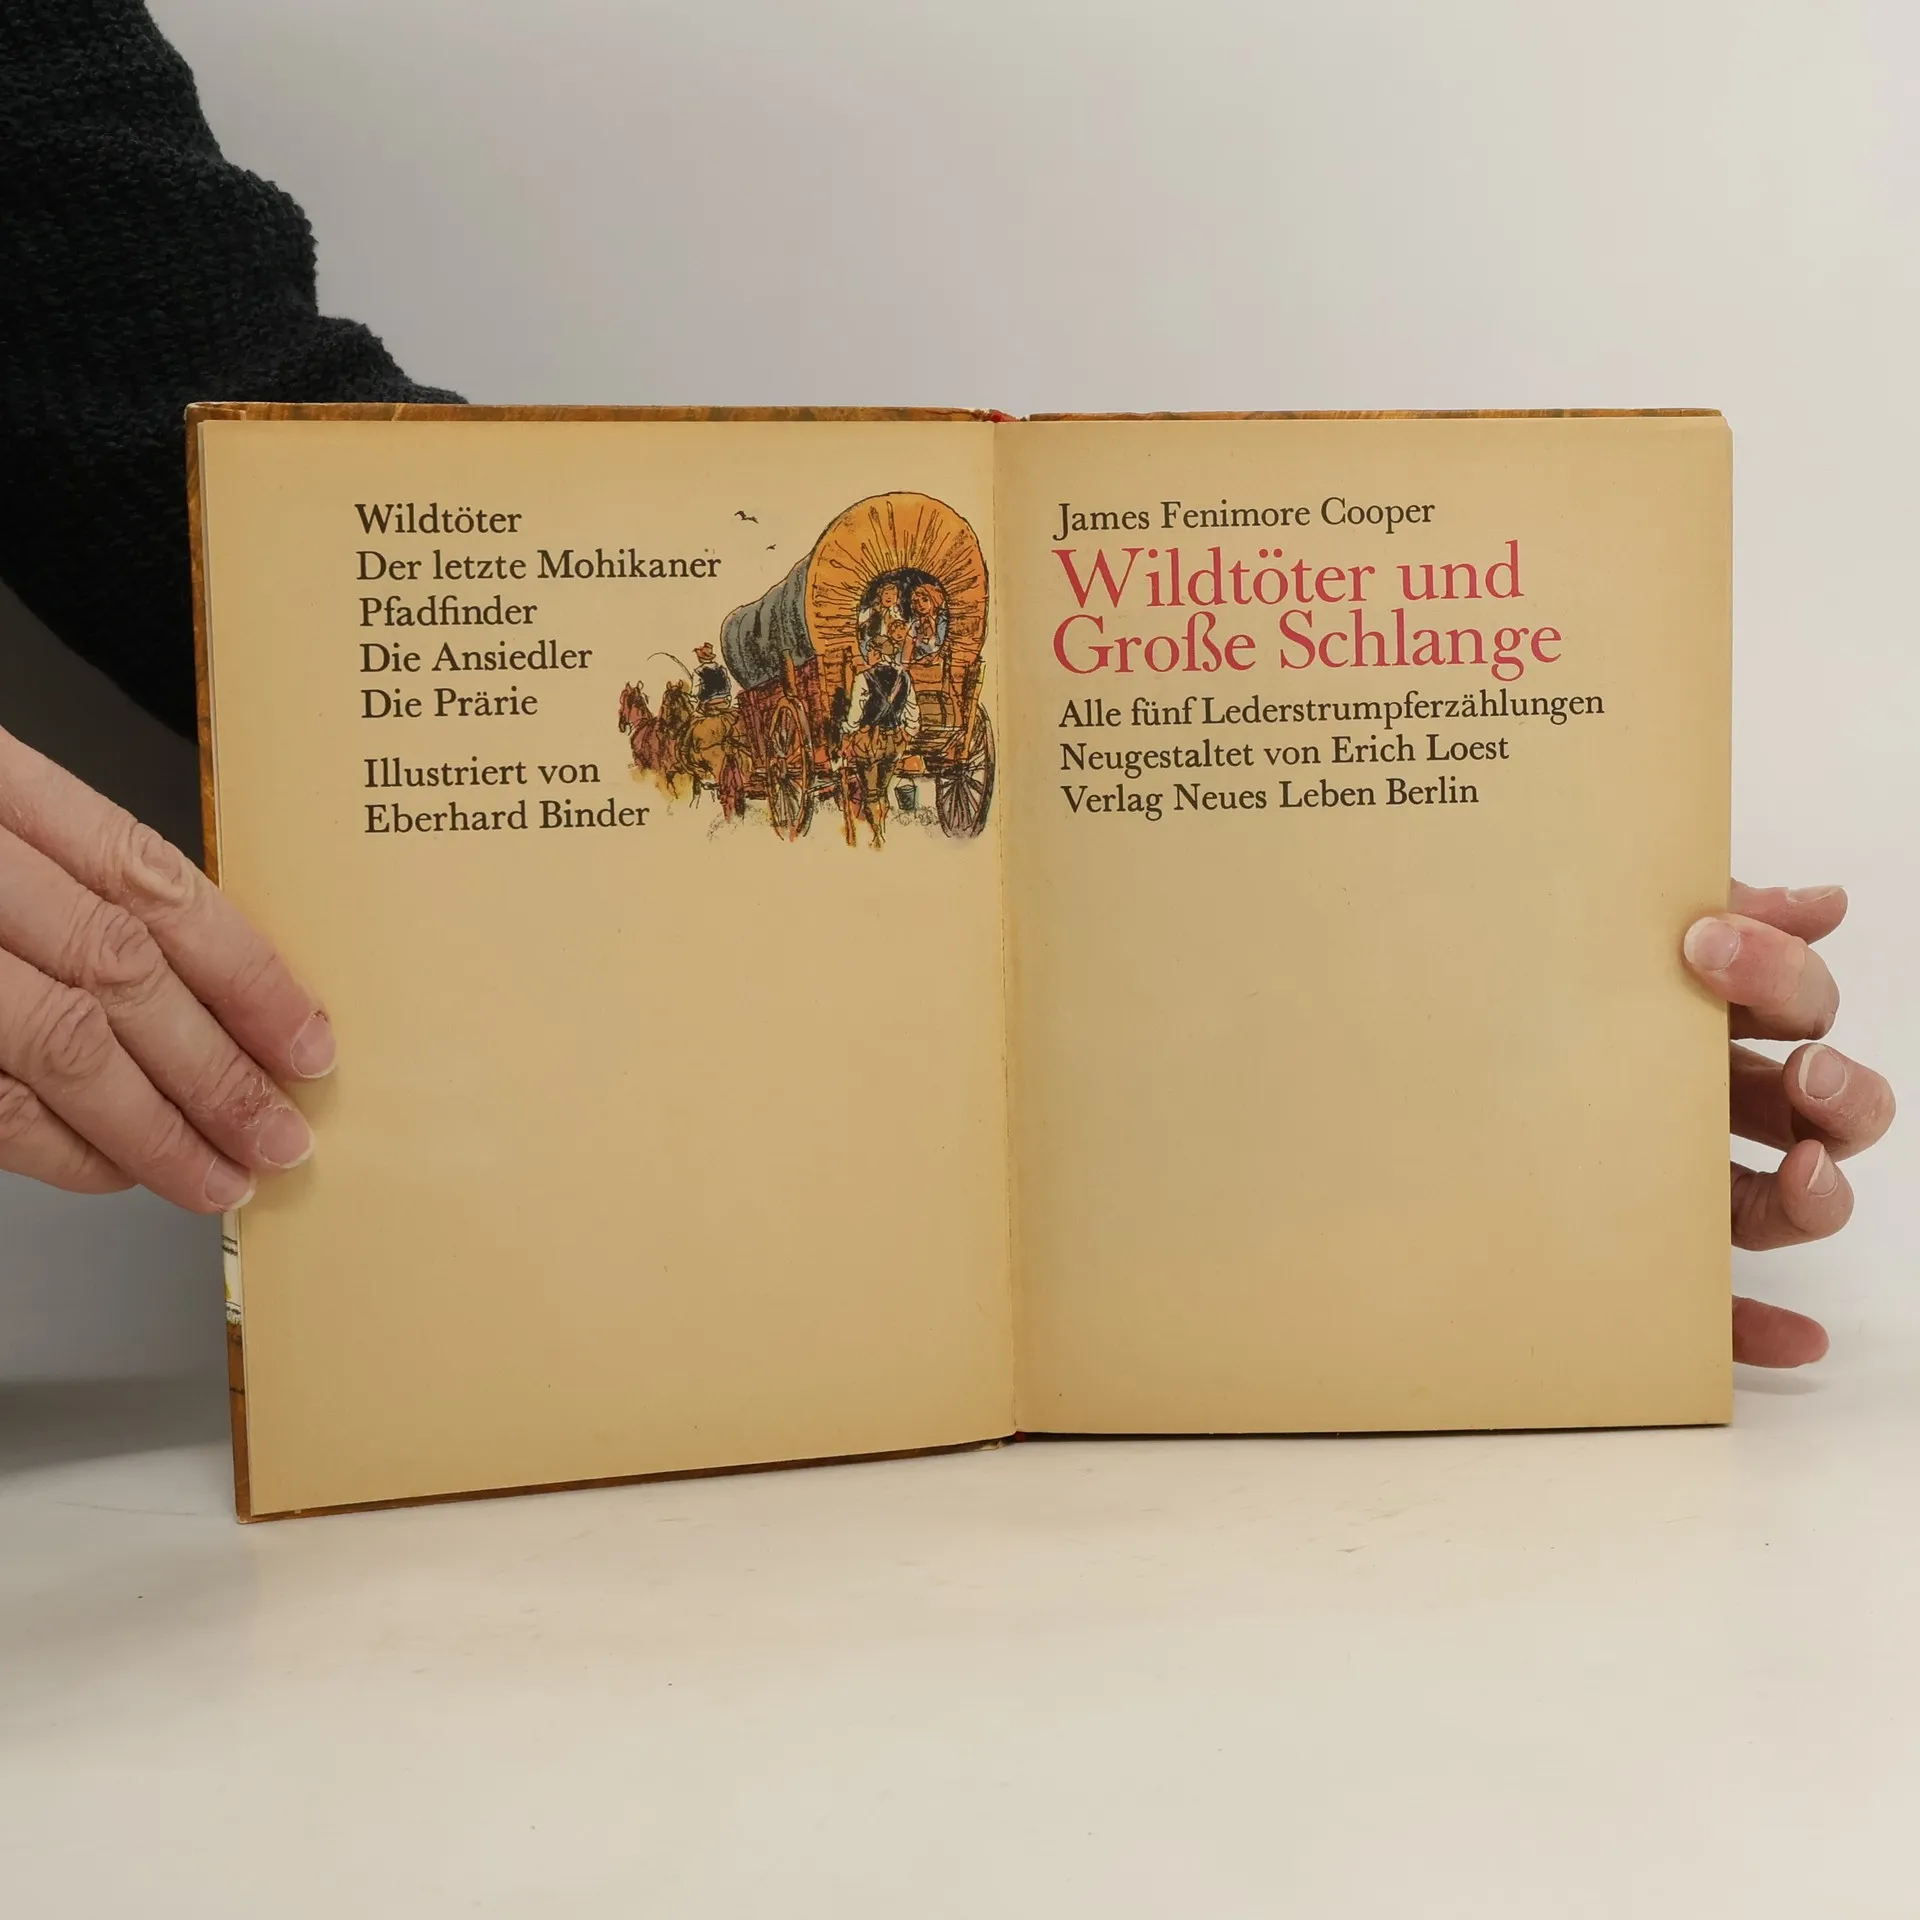 Wildtöter
Der letzte Mohikaner
Pfadfinder
Die Ansiedler
Die Prärie
Illustriert von
Eberhard Binder
James Fenimore Cooper
Wildtöter und
Große Schlange
Alle fünf Lederstrumpferzählungen
Neugestaltet von Erich Loest
Verlag Neues Leben Berlin